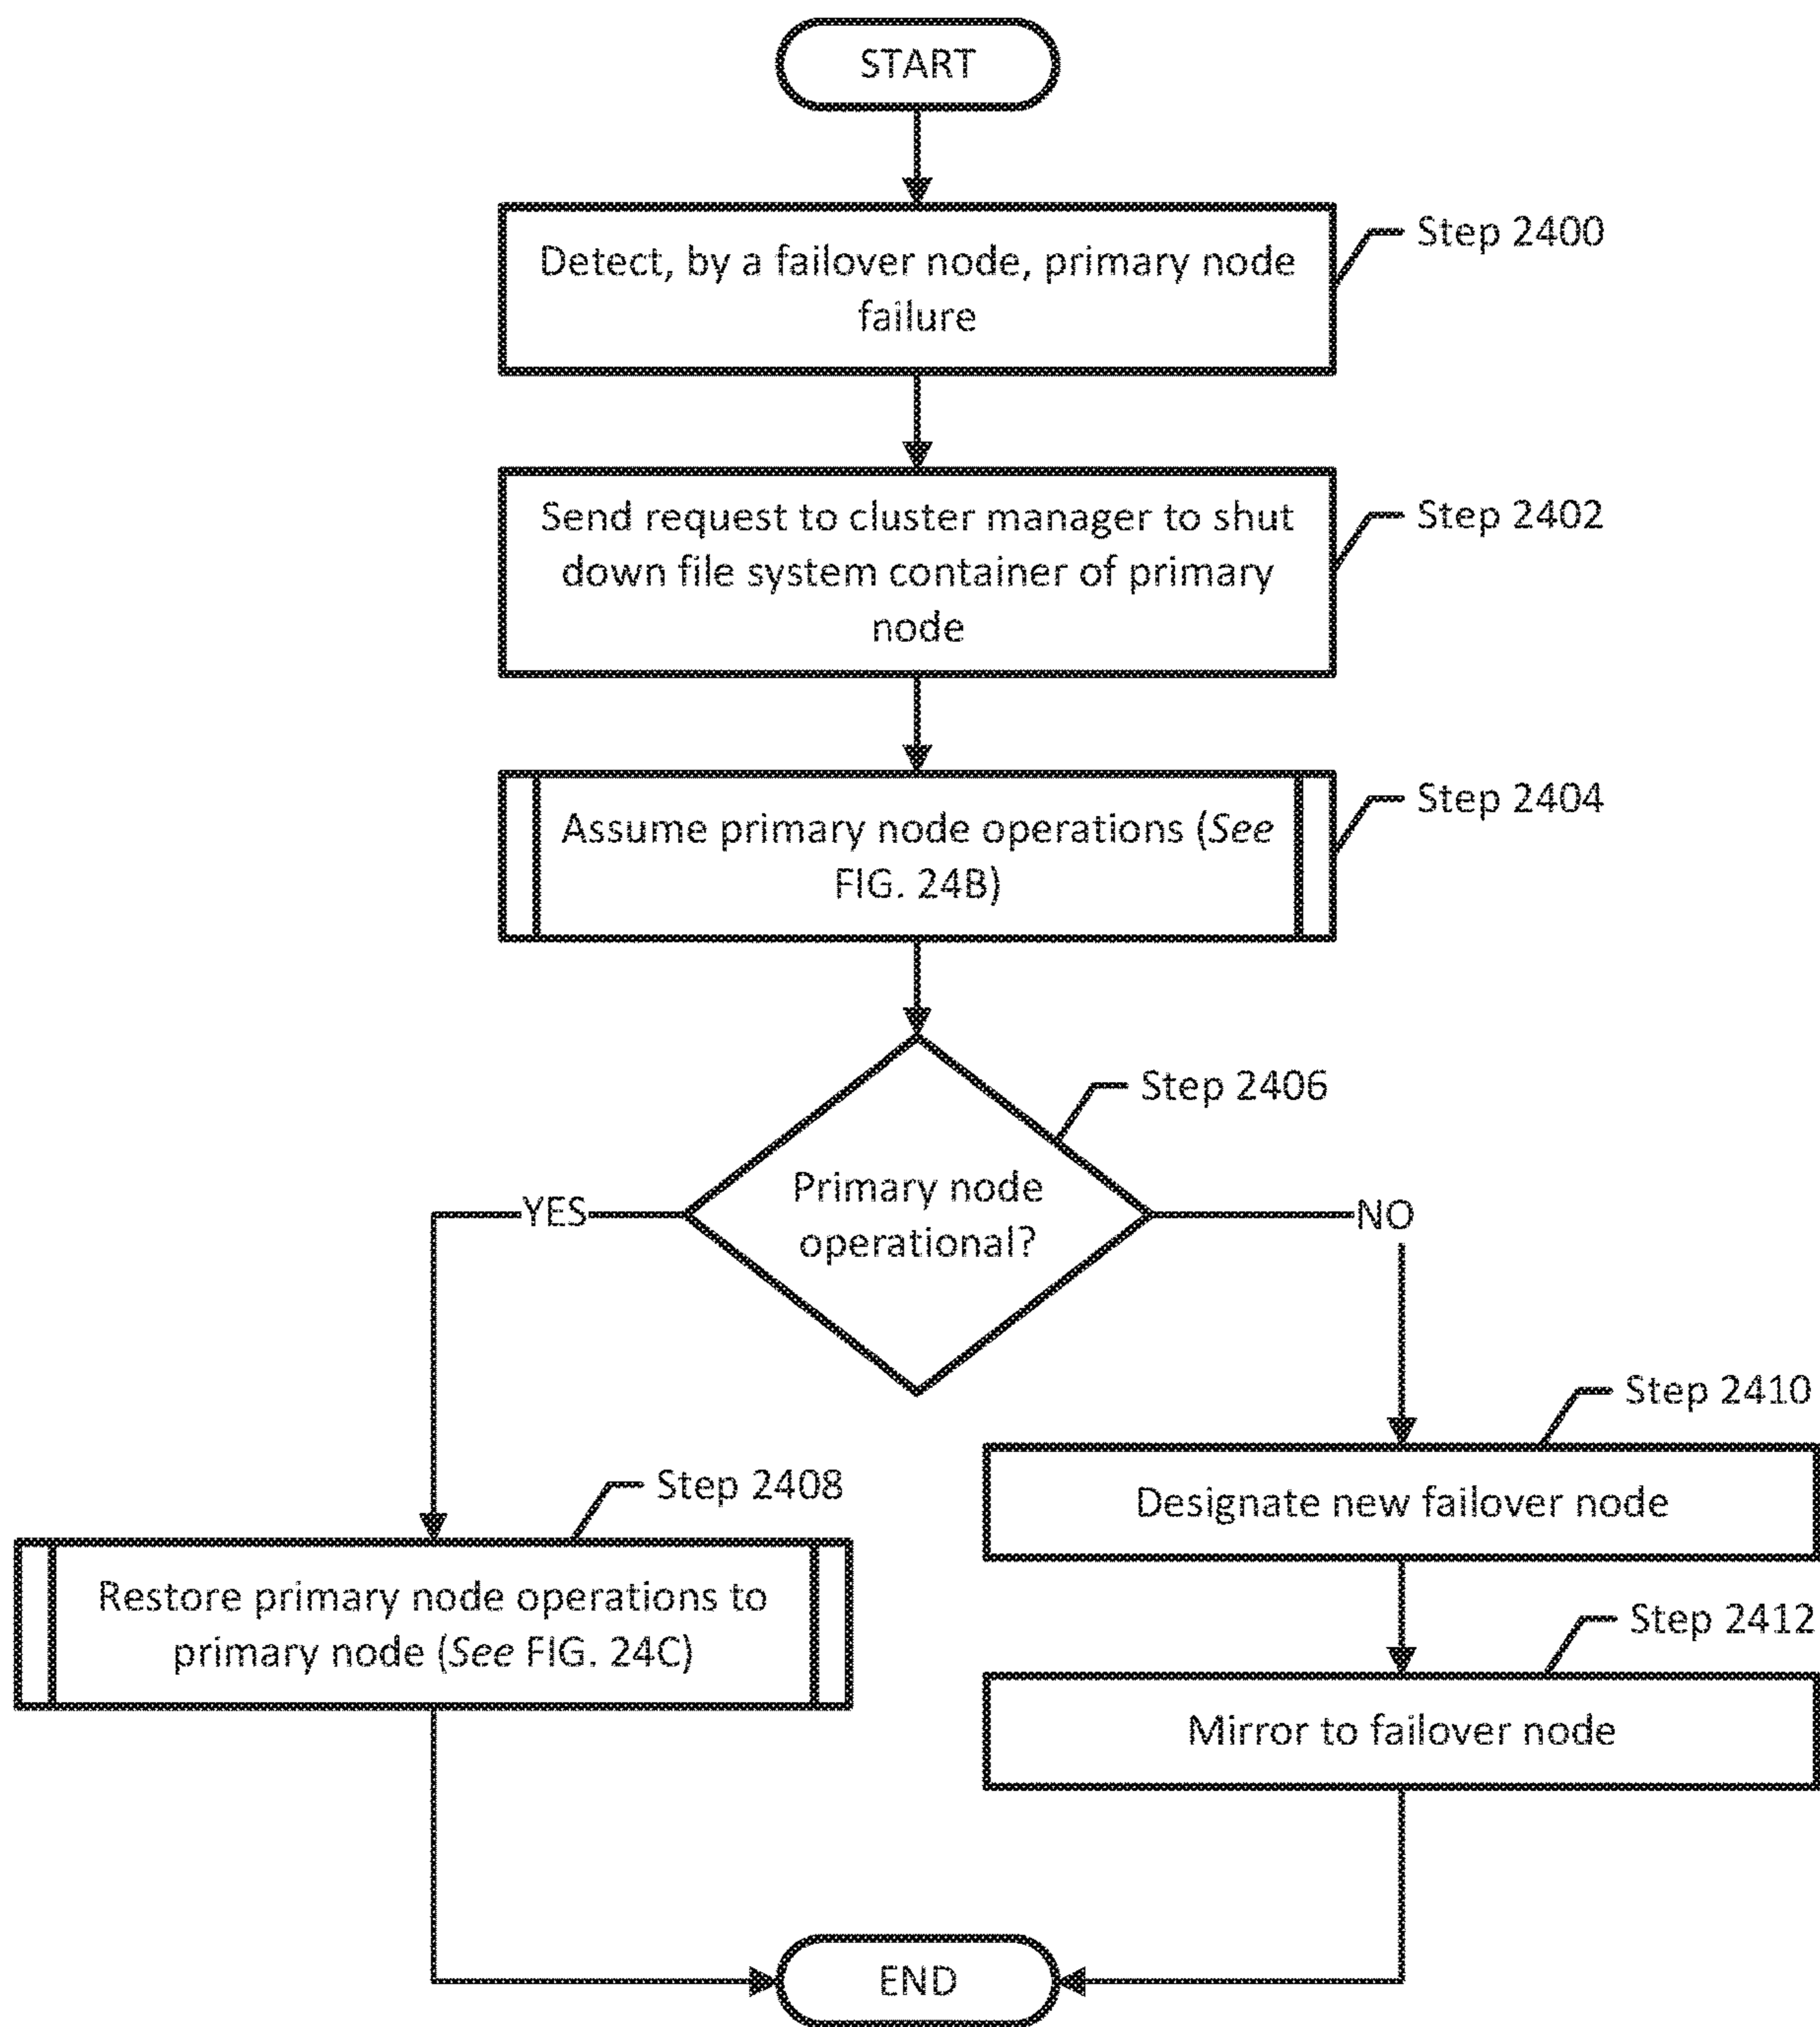 START
Step 2400
Detect, by a failover node, primary node
failure
Step 2402
Send request to cluster manager to shut
down file system container of primary
node
Step 2404
Assume primary node operations (See
FIG. 24B)
Step 2406
Primary node
operational?
YES
NO
Step 2408
Restore primary node operations to
primary node (See FIG. 24C)
Step 2410
Designate new failover node
Step 2412
Mirror to failover node
END